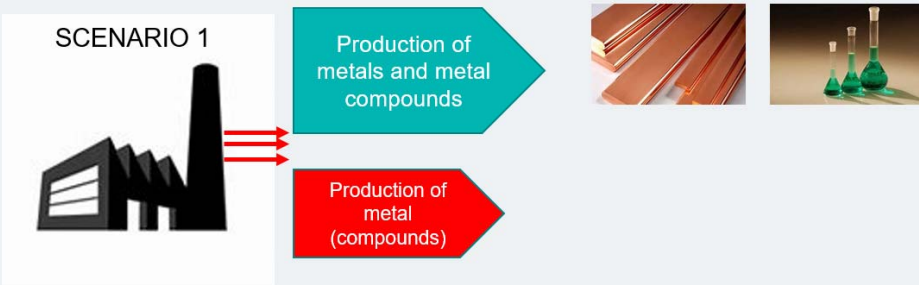 SCENARIO 1
Production of
metals and metal
compounds
Production of
metal
(compounds)